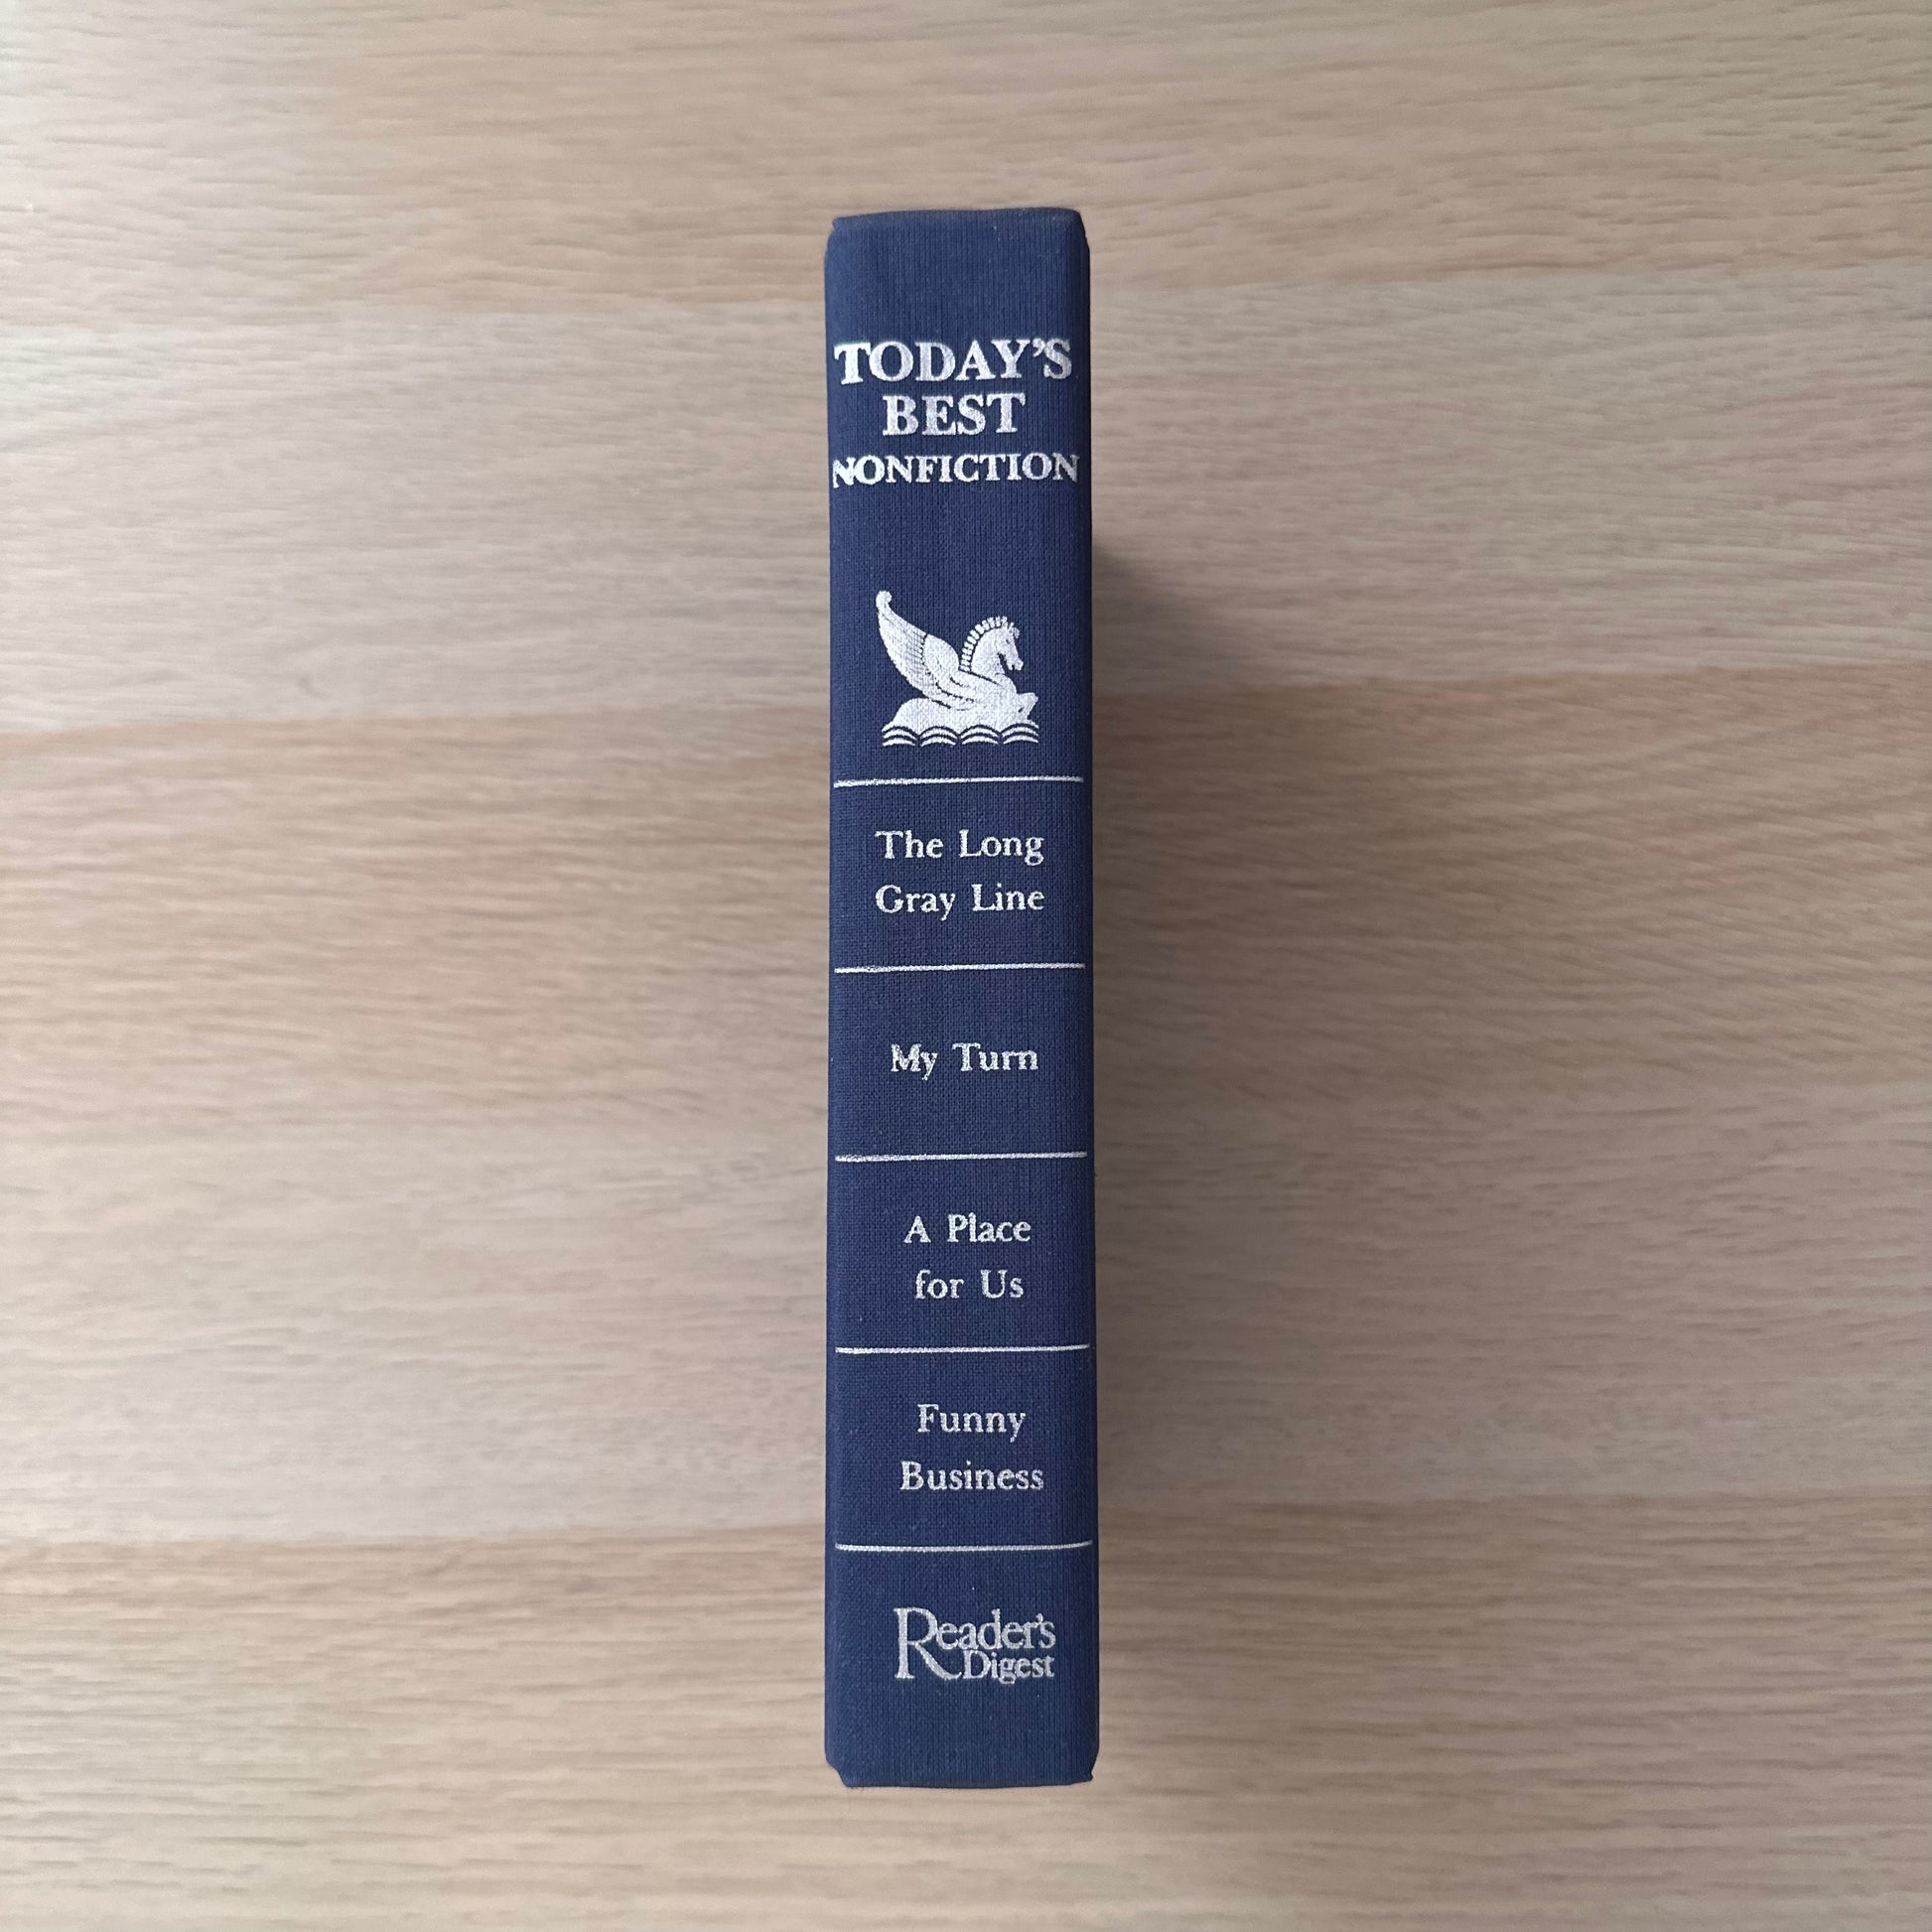 TODAY'S
BEST
NONFICTION
The Long
Gray Line
My Turn
A Place
for Us
Funny
Business
Reader's
Digest